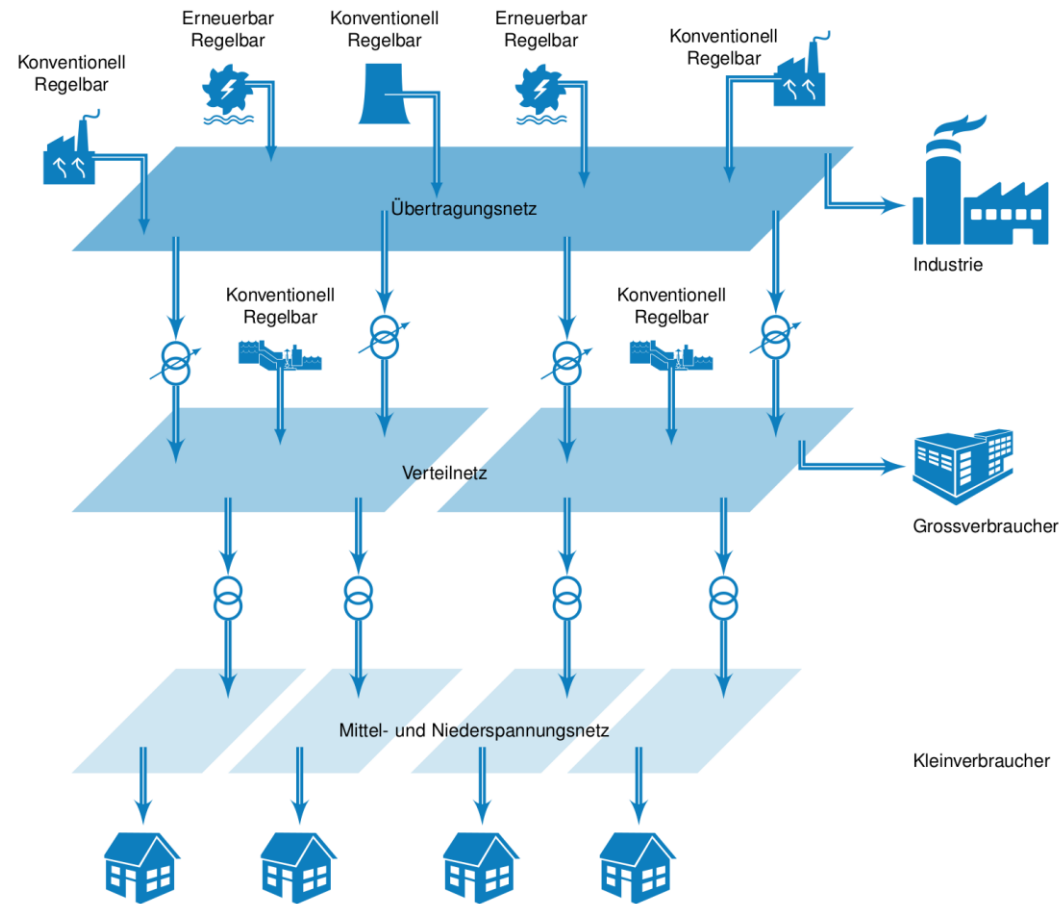 Erneuerbar
Regelbar
Konventionell
Regelbar
Erneuerbar
Regelbar
Konventionell
Regelbar
Konventionell
Regelbar
Übertragungsnetz
Industrie
Konventionell
Regelbar
Konventionell
Regelbar
Verteilnetz
Grossverbraucher
Mittel- und Niederspannungsnetz
Kleinverbraucher